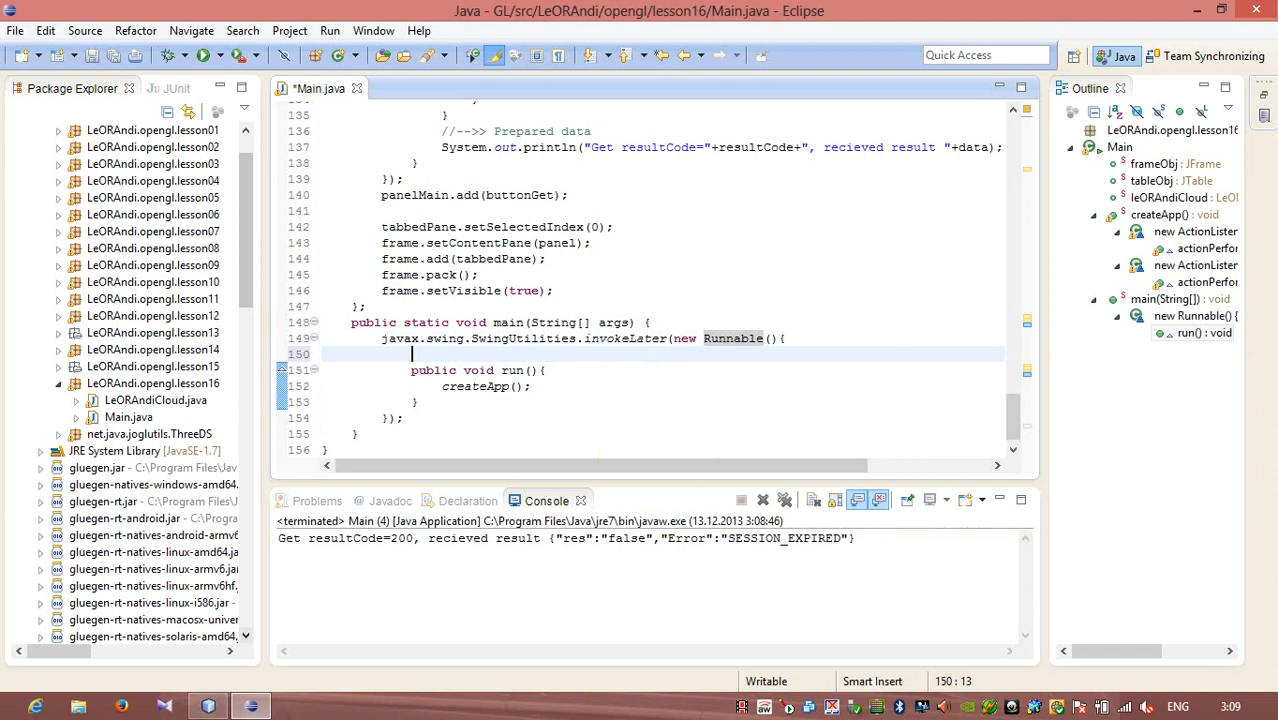 Java - GL/src/LeORAndi/opengl/lesson16/Main.java - Eclipse
File Edit Source Refactor Navigate Search Project Run Window Help
Quick Access
Java
Team Synchronizing
Package Explorer
JUnit
LeORAndi.opengl.lesson01
LeORAndi.opengl.lesson02
LeORAndi.opengl.lesson03
LeORAndi.opengl.lesson04
LeORAndi.opengl.lesson05
LeORAndi.opengl.lesson06
LeORAndi.opengl.lesson07
LeORAndi.opengl.lesson08
LeORAndi.opengl.lesson09
LeORAndi.opengl.lesson10
LeORAndi.opengl.lesson11
LeORAndi.opengl.lesson12
LeORAndi.opengl.lesson13
LeORAndi.opengl.lesson14
LeORAndi.opengl.lesson15
LeORAndi.opengl.lesson16
LeORAndiCloud.java
Main.java
net.java.joglutils.ThreeDS
JRE System Library [JavaSE-1.7]
gluegen.jar - C:\Program Files\Java
gluegen-natives-windows-amd64.
gluegen-rt.jar - C:\Program Files\
gluegen-rt-android.jar - C:\Progra
gluegen-rt-natives-android-armv6
gluegen-rt-natives-linux-amd64.ja
gluegen-rt-natives-linux-armv6.ja
gluegen-rt-natives-linux-armv6hf.
gluegen-rt-natives-linux-i586.jar -
gluegen-rt-natives-macosx-univer
gluegen-rt-natives-solaris-amd64.
*Main.java
135 }
136 //-->> Prepared data
137 System.out.println("Get resultCode="+resultCode+", recieved result "+data);
138 }
139 });
140 panelMain.add(buttonGet);
141
142 tabbedPane.setSelectedIndex(0);
143 frame.setContentPane(panel);
144 frame.add(tabbedPane);
145 frame.pack();
146 frame.setVisible(true);
147 };
148 public static void main(String[] args) {
149 javax.swing.SwingUtilities.invokeLater(new Runnable(){
150
151 public void run(){
152 createApp();
153 }
154 });
155 }
156 }
Problems
Javadoc
Declaration
Console
<terminated> Main (4) [Java Application] C:\Program Files\Java\jre7\bin\javaw.exe (13.12.2013 3:08:46)
Get resultCode=200, recieved result {"res":"false","Error":"SESSION_EXPIRED"}
Outline
LeORAndi.opengl.lesson16
Main
frameObj : JFrame
tableObj : JTable
leORAndiCloud : LeO
createApp() : void
new ActionListen
actionPerfor
new ActionListen
actionPerfor
main(String[]) : void
new Runnable() {
run() : void
Writable
Smart Insert
150 : 13
ENG
3:09